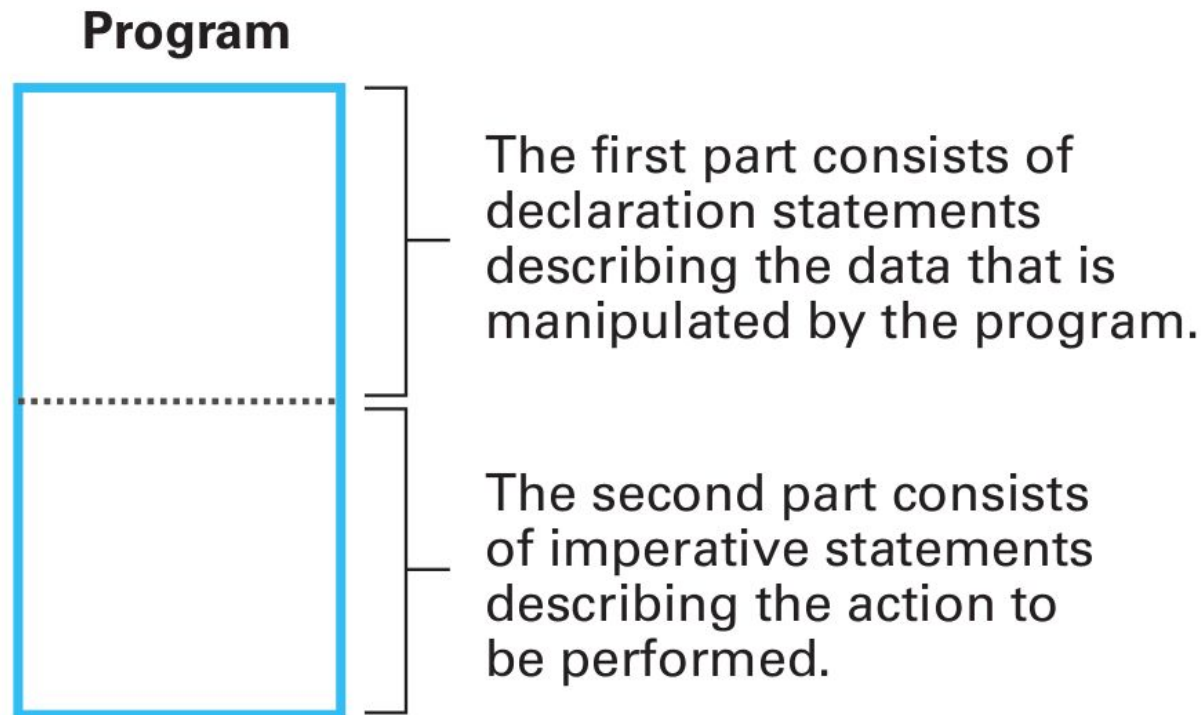 Program
The first part consists of
declaration statements
describing the data that is
manipulated by the program.
The second part consists
of imperative statements
describing the action to
be performed.